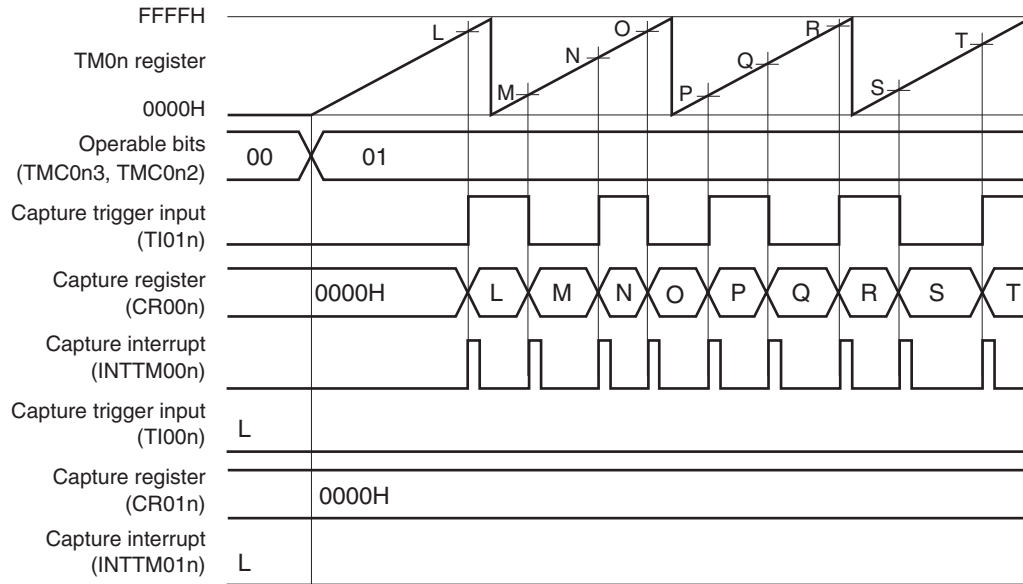 FFFFH
TM0n register
0000H
L
M
N
O
P
Q
R
S
T
Operable bits
(TMC0n3, TMC0n2)
00
01
Capture trigger input
(TI01n)
Capture register
(CR00n)
0000H
L
M
N
O
P
Q
R
S
T
Capture interrupt
(INTTM00n)
Capture trigger input
(TI00n)
L
Capture register
(CR01n)
0000H
Capture interrupt
(INTTM01n)
L